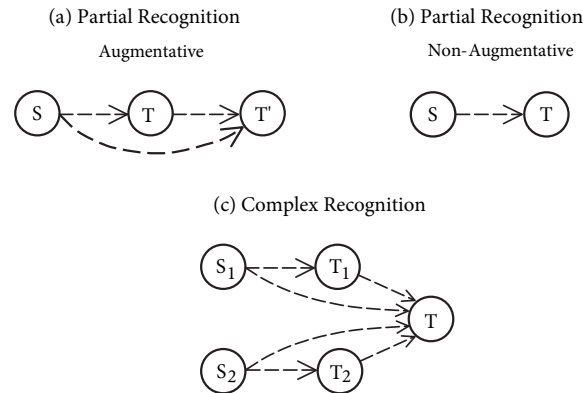 (a) Partial Recognition
Augmentative
S T T'
(b) Partial Recognition
Non-Augmentative
S T
(c) Complex Recognition
S1 T1
T
S2 T2